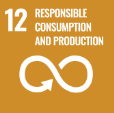 12 RESPONSIBLE
CONSUMPTION
AND PRODUCTION